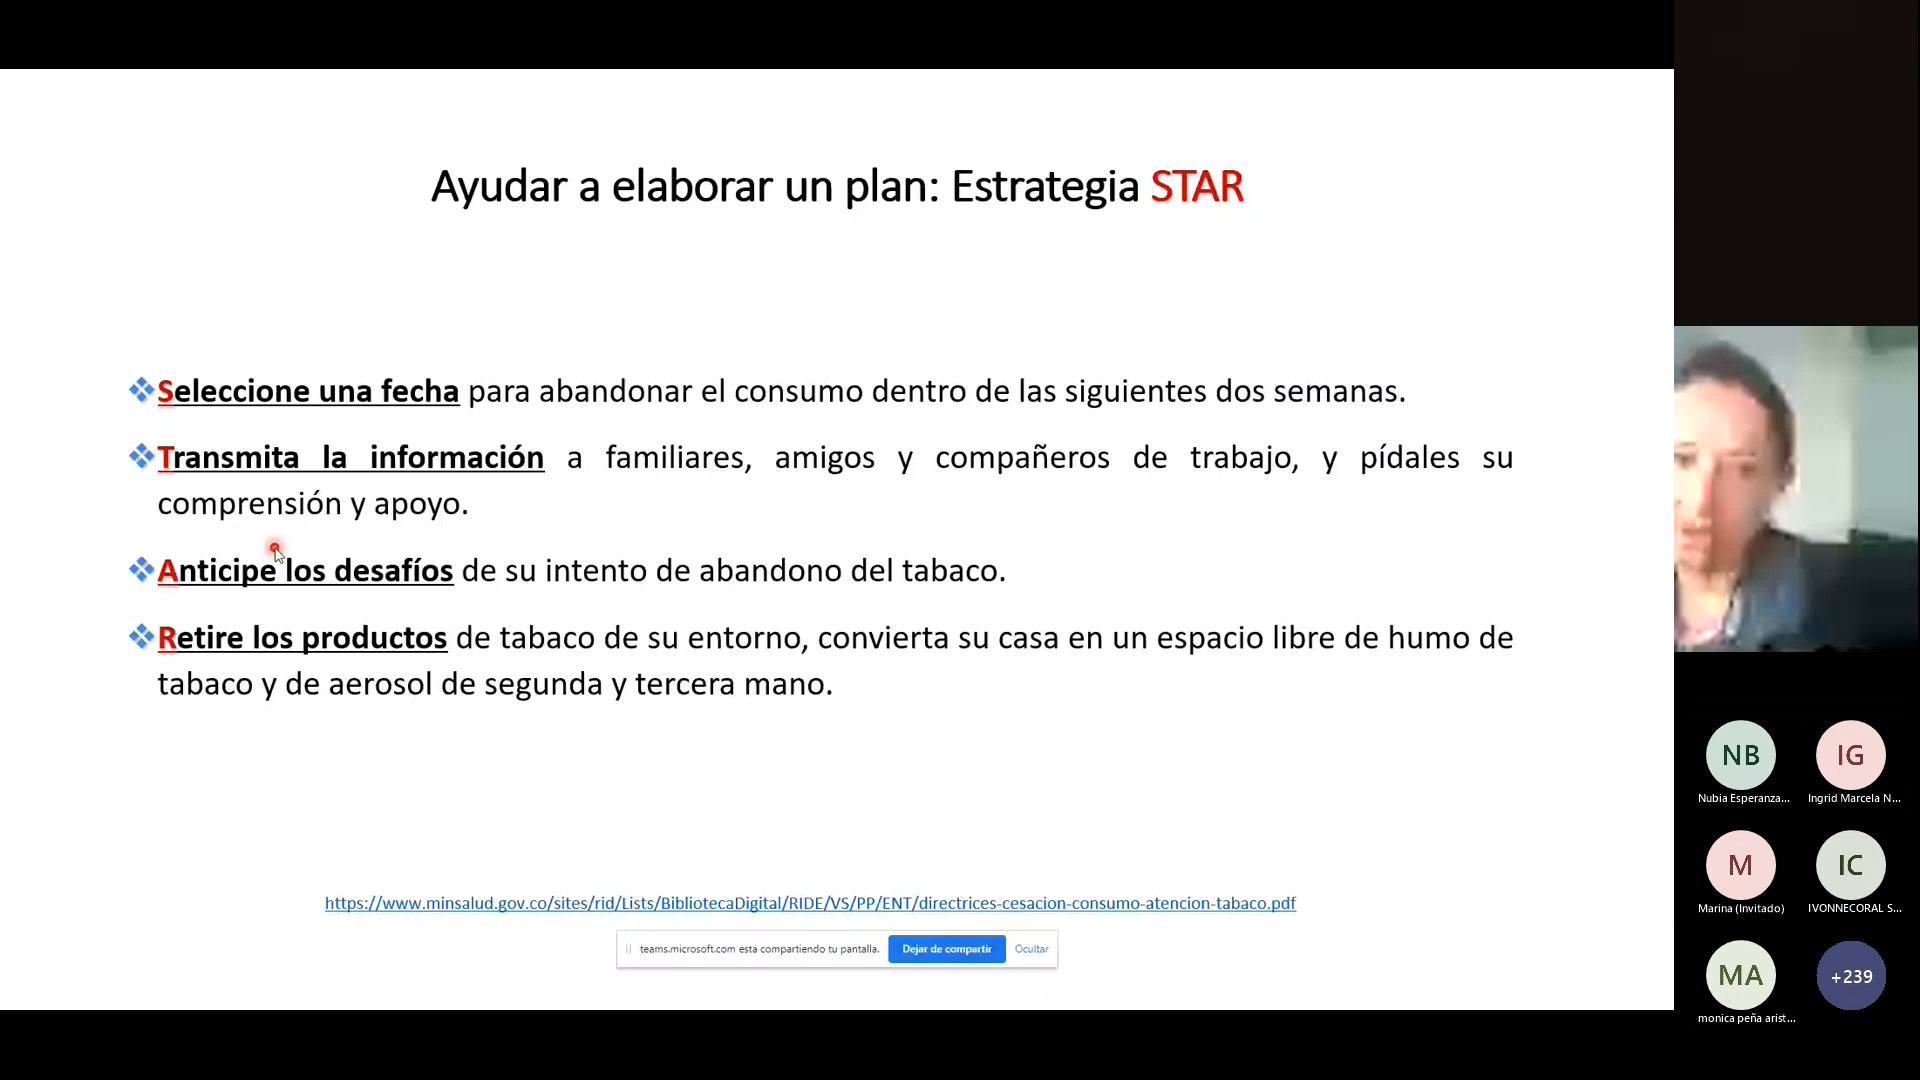 Ayudar a elaborar un plan: Estrategia STAR
Seleccione una fecha para abandonar el consumo dentro de las siguientes dos semanas.
Transmita la información a familiares, amigos y compañeros de trabajo, y pídales su
comprensión y apoyo.
Anticipe los desafíos de su intento de abandono del tabaco.
Retire los productos de tabaco de su entorno, convierta su casa en un espacio libre de humo de
tabaco y de aerosol de segunda y tercera mano.
https://www.minsalud.gov.co/sites/rid/Lists/BibliotecaDigital/RIDE/VS/PP/ENT/directrices-cesacion-consumo-atencion-tabaco.pdf
teams.microsoft.com está compartiendo tu pantalla. Dejar de compartir Ocultar
NB IG
Nubia Esperanza... Ingrid Marcela N...
M IC
Marina (Invitado) IVONNECORAL S...
MA +239
monica peña arist...